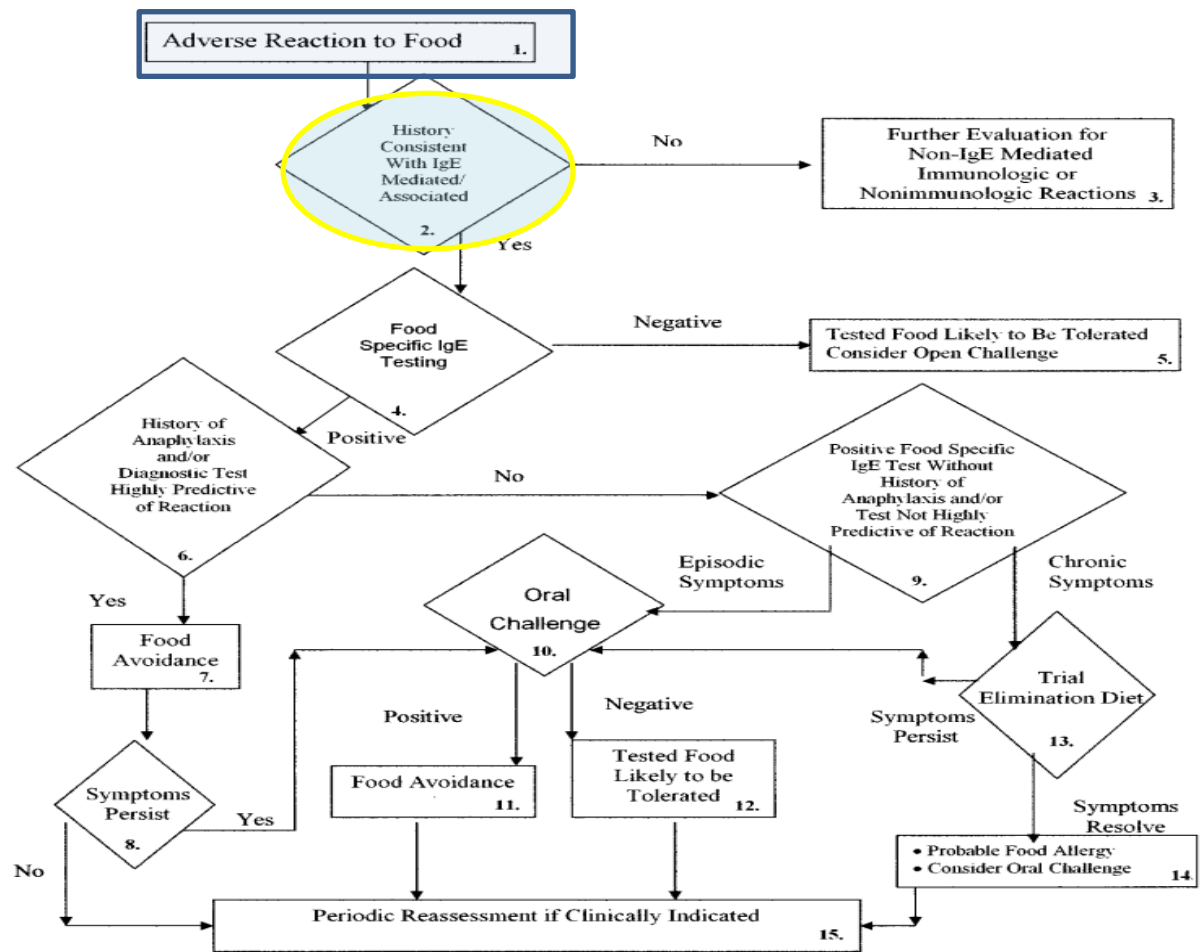 Adverse Reaction to Food
1.
History
Consistent
With IgE
Mediated/
Associated
2.
No
Further Evaluation for
Non-IgE Mediated
Immunologic or
Nonimmunologic Reactions
3.
Yes
Food
Specific IgE
Testing
4.
Negative
Tested Food Likely to Be Tolerated
Consider Open Challenge
5.
Positive
History of
Anaphylaxis
and/or
Diagnostic Test
Highly Predictive
of Reaction
6.
No
Positive Food Specific
IgE Test Without
History of
Anaphylaxis and/or
Test Not Highly
Predictive of Reaction
9.
Yes
Food
Avoidance
7.
Episodic
Symptoms
Chronic
Symptoms
Oral
Challenge
10.
Trial
Elimination Diet
13.
Symptoms
Persist
Positive
Negative
Symptoms
Persist
8.
Yes
No
Food Avoidance
11.
Tested Food
Likely to be
Tolerated
12.
Symptoms
Resolve
• Probable Food Allergy
• Consider Oral Challenge
14.
Periodic Reassessment if Clinically Indicated
15.